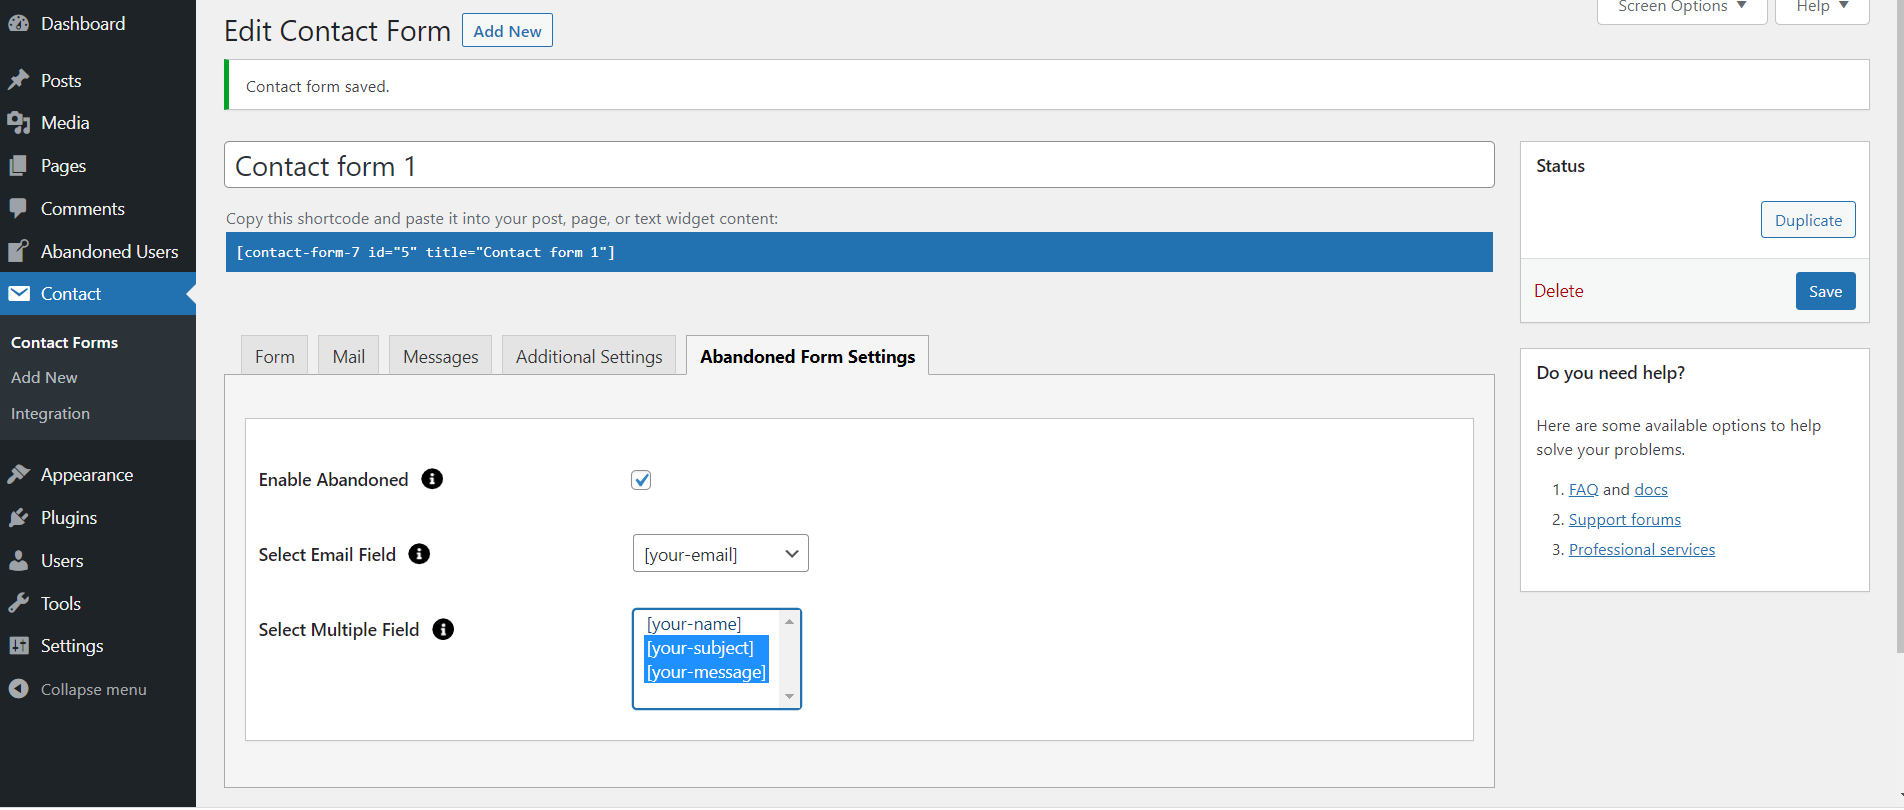 Dashboard
Posts
Media
Pages
Comments
Abandoned Users
Contact
Contact Forms
Add New
Integration
Appearance
Plugins
Users
Tools
Settings
Collapse menu
Screen Options
Help
Edit Contact Form
Add New
Contact form saved.
Contact form 1
Copy this shortcode and paste it into your post, page, or text widget content:
[contact-form-7 id="5" title="Contact form 1"]
Form
Mail
Messages
Additional Settings
Abandoned Form Settings
Enable Abandoned
Select Email Field
[your-email]
Select Multiple Field
[your-name]
[your-subject]
[your-message]
Status
Duplicate
Delete
Save
Do you need help?
Here are some available options to help
solve your problems.
1. FAQ and docs
2. Support forums
3. Professional services